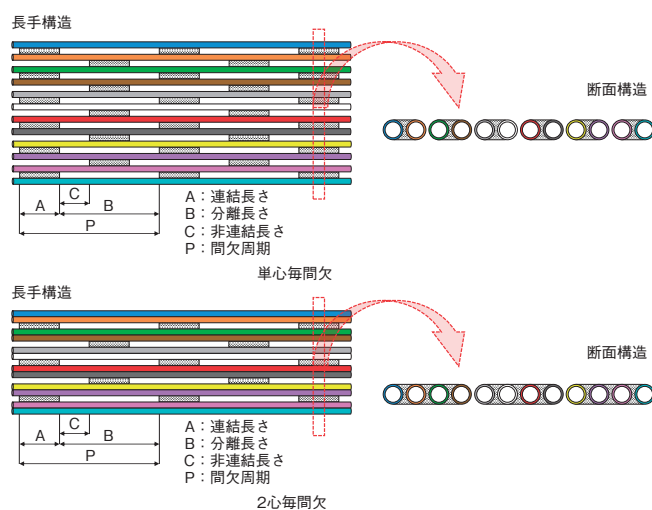 長手構造
断面構造
C
A
B
P
A：連結長さ
B：分離長さ
C：非連結長さ
P：間欠周期
単心毎間欠
長手構造
断面構造
C
A
B
P
A：連結長さ
B：分離長さ
C：非連結長さ
P：間欠周期
2心毎間欠